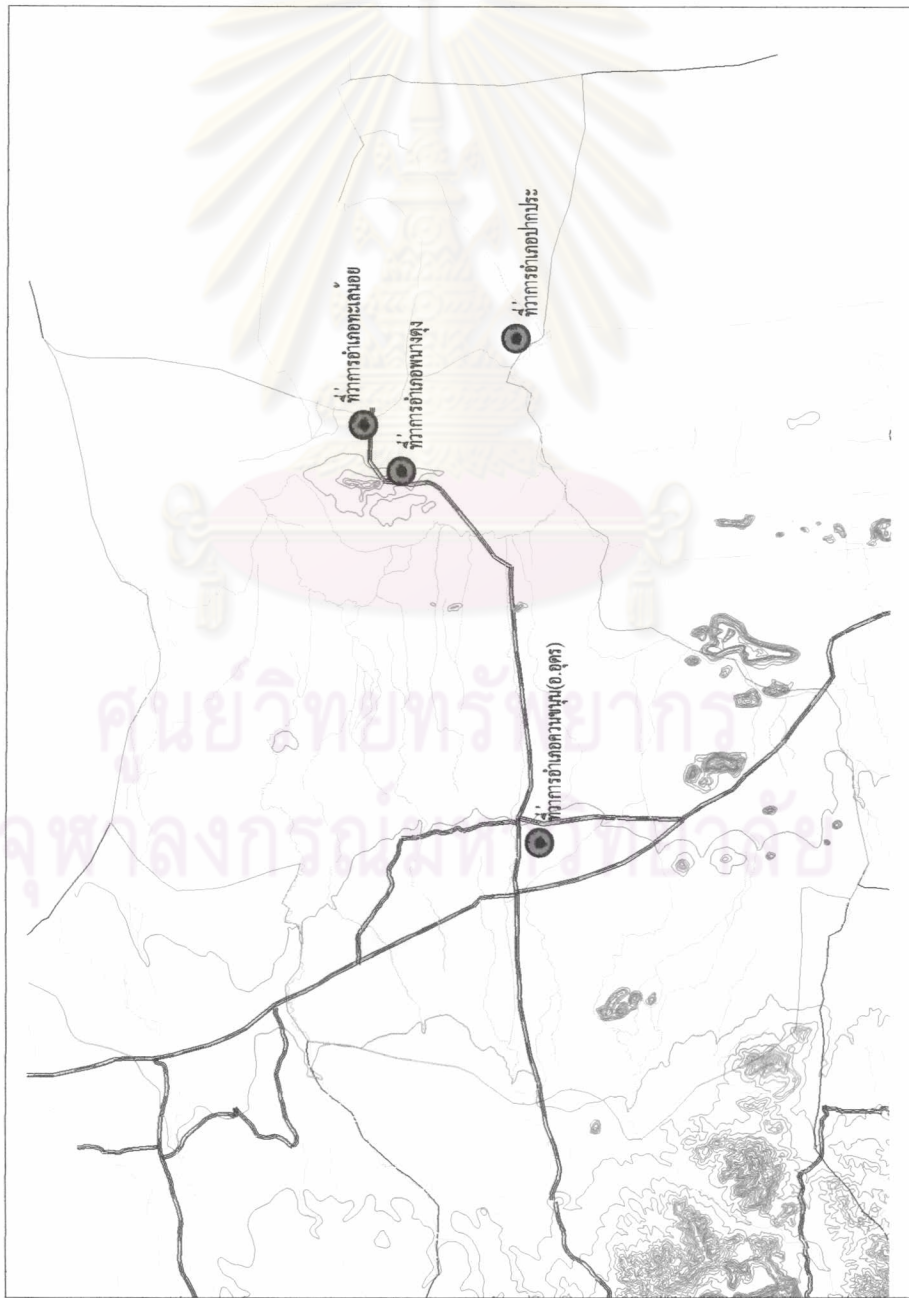 ที่ว่าการอำเภอทะเลน้อย
ที่ว่าการอำเภอพนางตุง
ที่ว่าการอำเภอปากประ
ที่ว่าการอำเภอควนขนุน(อ.อุดร)
ศูนย์วิทยทรัพยากร
จุฬาลงกรณ์มหาวิทยาลัย